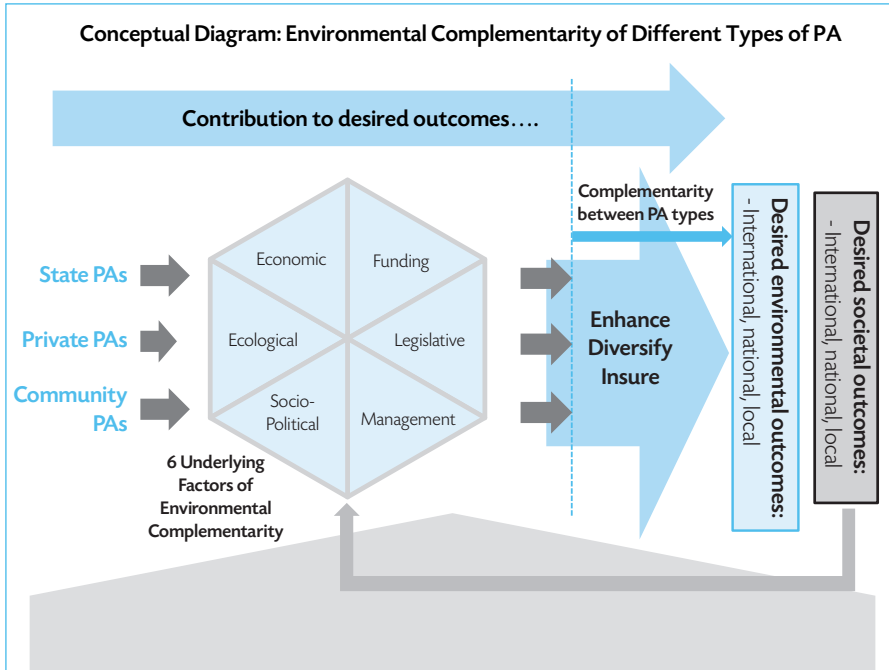 Conceptual Diagram: Environmental Complementarity of Different Types of PA
Contribution to desired outcomes….
Complementarity
between PA types
State PAs
Private PAs
Community
PAs
Economic
Funding
Ecological
Legislative
Socio-
Political
Management
6 Underlying
Factors of
Environmental
Complementarity
Enhance
Diversify
Insure
Desired environmental outcomes:
- International, national, local
Desired societal outcomes:
- International, national, local